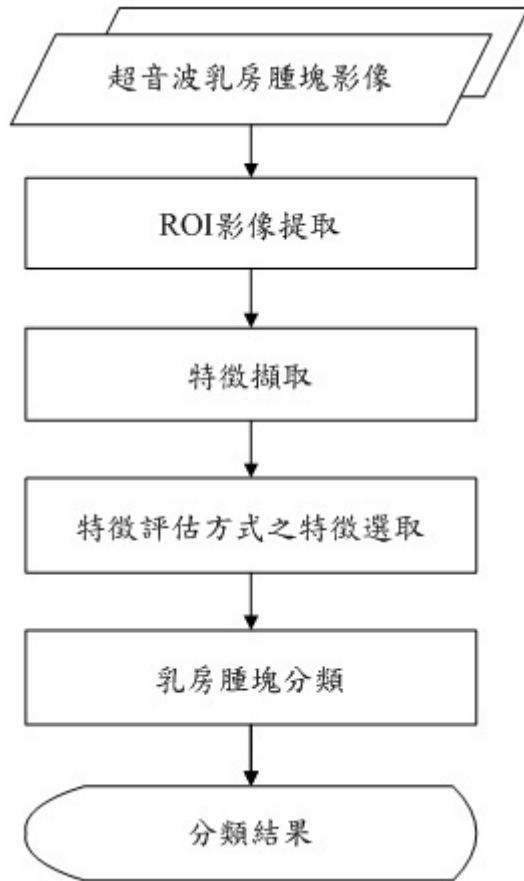 超音波乳房腫塊影像
ROI影像提取
特徵擷取
特徵評估方式之特徵選取
乳房腫塊分類
分類結果